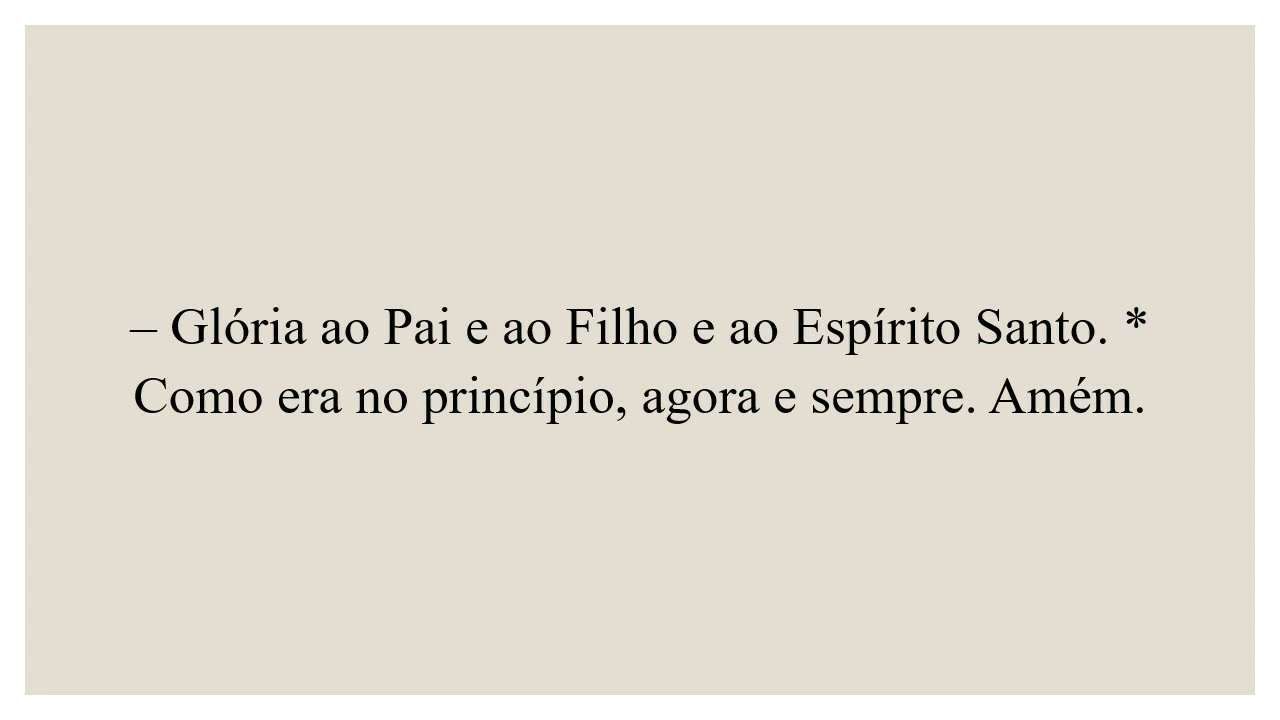 – Glória ao Pai e ao Filho e ao Espírito Santo. *
Como era no princípio, agora e sempre. Amém.